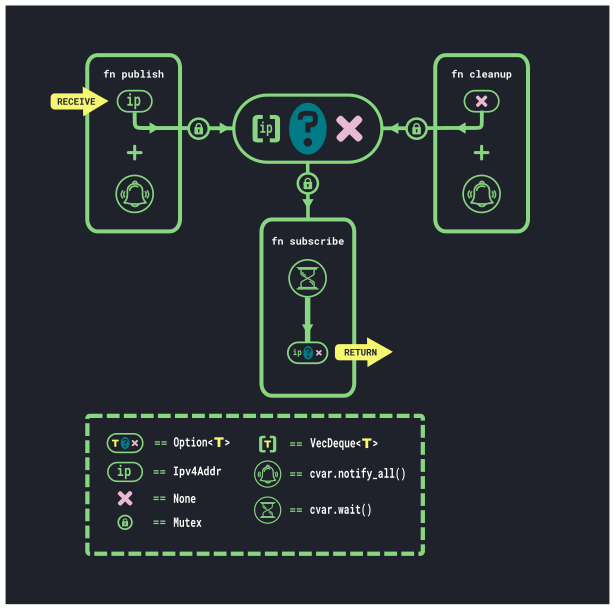 fn publish
fn cleanup
RECEIVE
ip
[ip] ?
+
+
fn subscribe
ip ?
RETURN
T ? == Option<T>
[T] == VecDeque<T>
ip == Ipv4Addr
== cvar.notify_all()
== None
== cvar.wait()
== Mutex